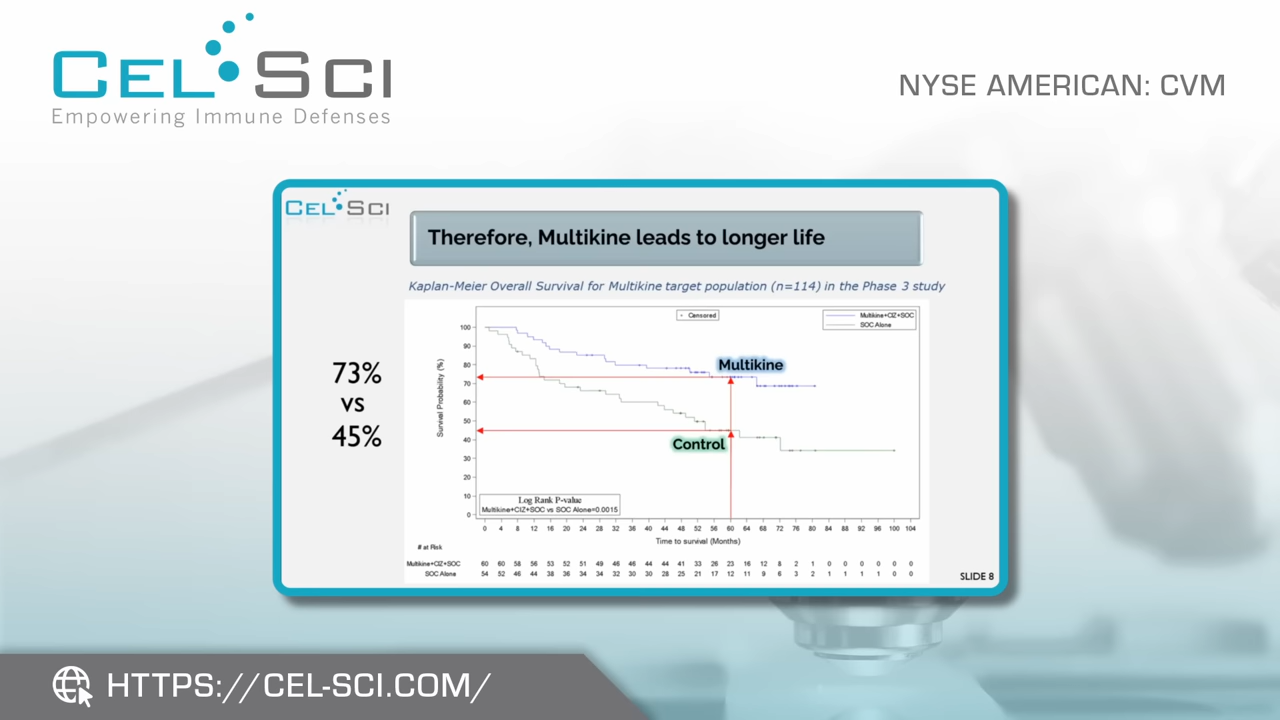 CEL SCI
Empowering Immune Defenses
NYSE AMERICAN: CVM
CEL SCI
Therefore, Multikine leads to longer life
Kaplan-Meier Overall Survival for Multikine target population (n=114) in the Phase 3 study
73%
vs
45%
Censored
Multikine+CIZ+SOC
SOC Alone
Survival Probability (%)
100
90
80
70
60
50
40
30
20
10
0
Multikine
Control
Log Rank P-value
Multikine+CIZ+SOC vs SOC Alone=0.0015
0 4 8 12 16 20 24 28 32 36 40 44 48 52 56 60 64 68 72 76 80 84 88 92 96 100 104
Time to survival (Months)
# at Risk
Multikine+CIZ+SOC 60 60 58 56 53 52 51 49 46 46 44 44 41 33 26 23 16 12 8 2 1 0 0 0 0 0 0
SOC Alone 54 52 46 44 38 36 34 34 32 30 30 28 25 21 17 12 11 9 6 3 2 1 1 1 1 0 0
SLIDE 8
HTTPS://CEL-SCI.COM/